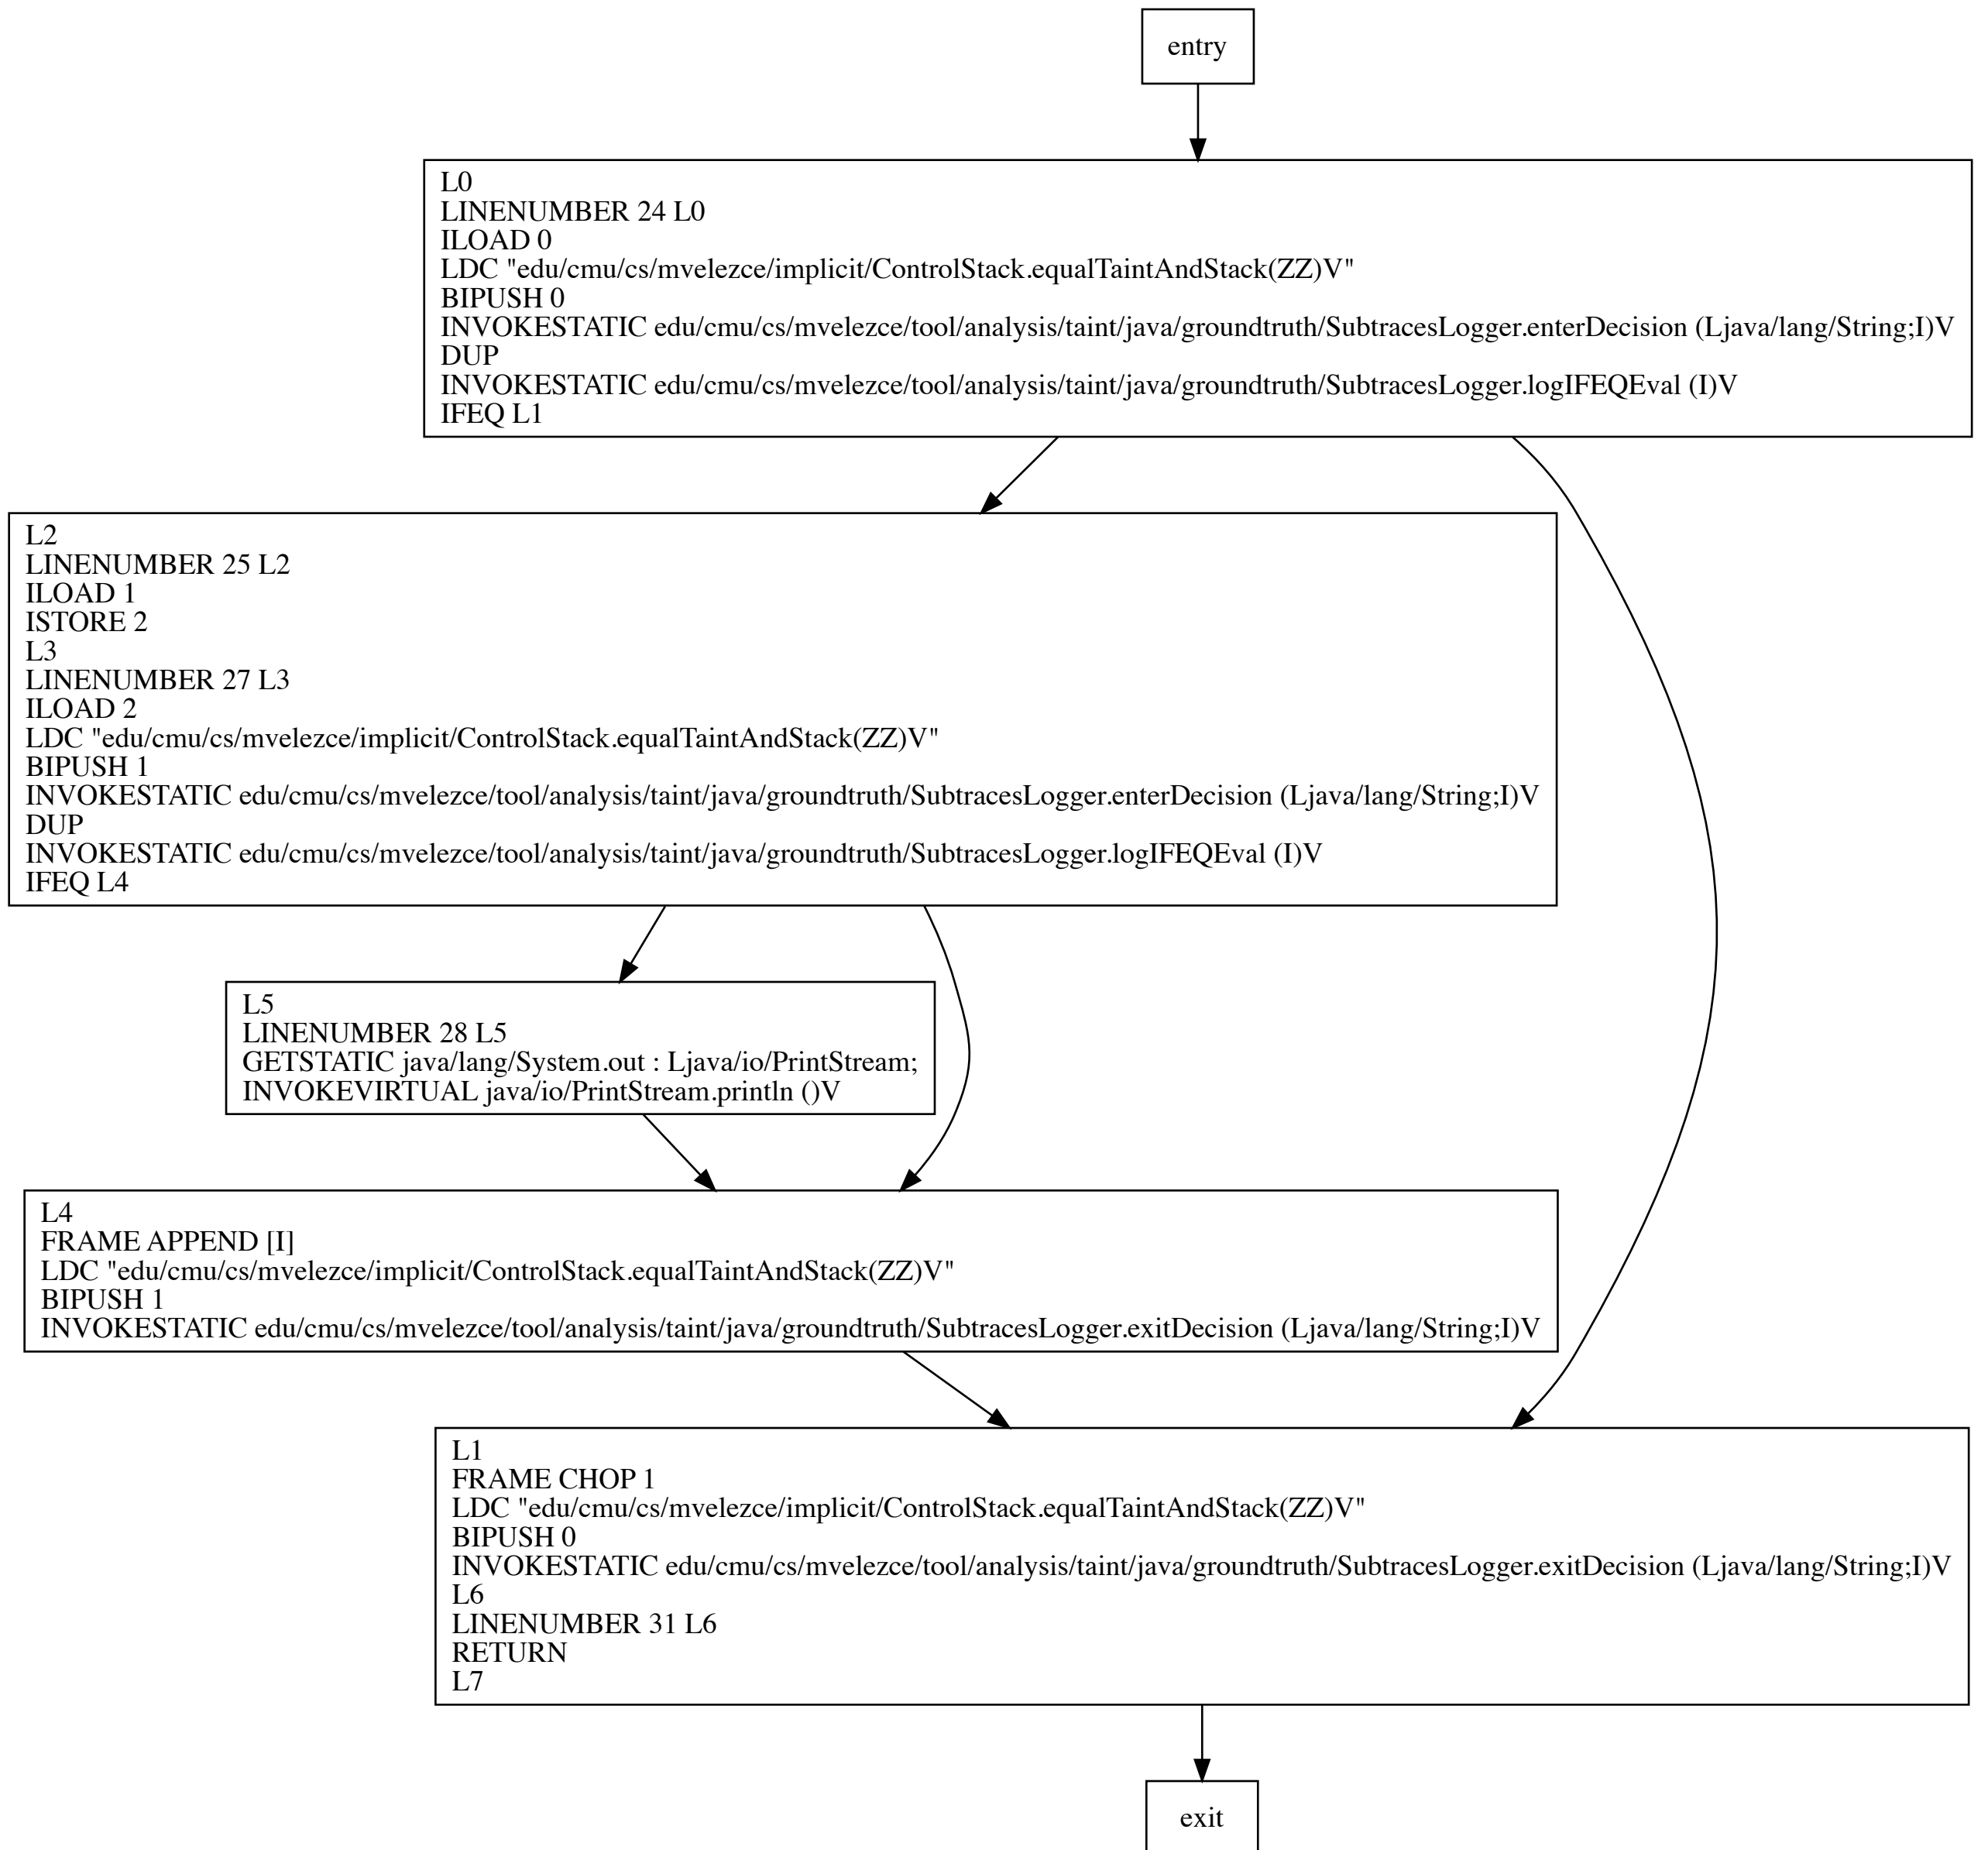 entry
L0
LINENUMBER 24 L0
ILOAD 0
LDC "edu/cmu/cs/mvelezce/implicit/ControlStack.equalTaintAndStack(ZZ)V"
BIPUSH 0
INVOKESTATIC edu/cmu/cs/mvelezce/tool/analysis/taint/java/groundtruth/SubtracesLogger.enterDecision (Ljava/lang/String;I)V
DUP
INVOKESTATIC edu/cmu/cs/mvelezce/tool/analysis/taint/java/groundtruth/SubtracesLogger.logIFEQEval (I)V
IFEQ L1
L2
LINENUMBER 25 L2
ILOAD 1
ISTORE 2
L3
LINENUMBER 27 L3
ILOAD 2
LDC "edu/cmu/cs/mvelezce/implicit/ControlStack.equalTaintAndStack(ZZ)V"
BIPUSH 1
INVOKESTATIC edu/cmu/cs/mvelezce/tool/analysis/taint/java/groundtruth/SubtracesLogger.enterDecision (Ljava/lang/String;I)V
DUP
INVOKESTATIC edu/cmu/cs/mvelezce/tool/analysis/taint/java/groundtruth/SubtracesLogger.logIFEQEval (I)V
IFEQ L4
L5
LINENUMBER 28 L5
GETSTATIC java/lang/System.out : Ljava/io/PrintStream;
INVOKEVIRTUAL java/io/PrintStream.println ()V
L4
FRAME APPEND [I]
LDC "edu/cmu/cs/mvelezce/implicit/ControlStack.equalTaintAndStack(ZZ)V"
BIPUSH 1
INVOKESTATIC edu/cmu/cs/mvelezce/tool/analysis/taint/java/groundtruth/SubtracesLogger.exitDecision (Ljava/lang/String;I)V
L1
FRAME CHOP 1
LDC "edu/cmu/cs/mvelezce/implicit/ControlStack.equalTaintAndStack(ZZ)V"
BIPUSH 0
INVOKESTATIC edu/cmu/cs/mvelezce/tool/analysis/taint/java/groundtruth/SubtracesLogger.exitDecision (Ljava/lang/String;I)V
L6
LINENUMBER 31 L6
RETURN
L7
exit